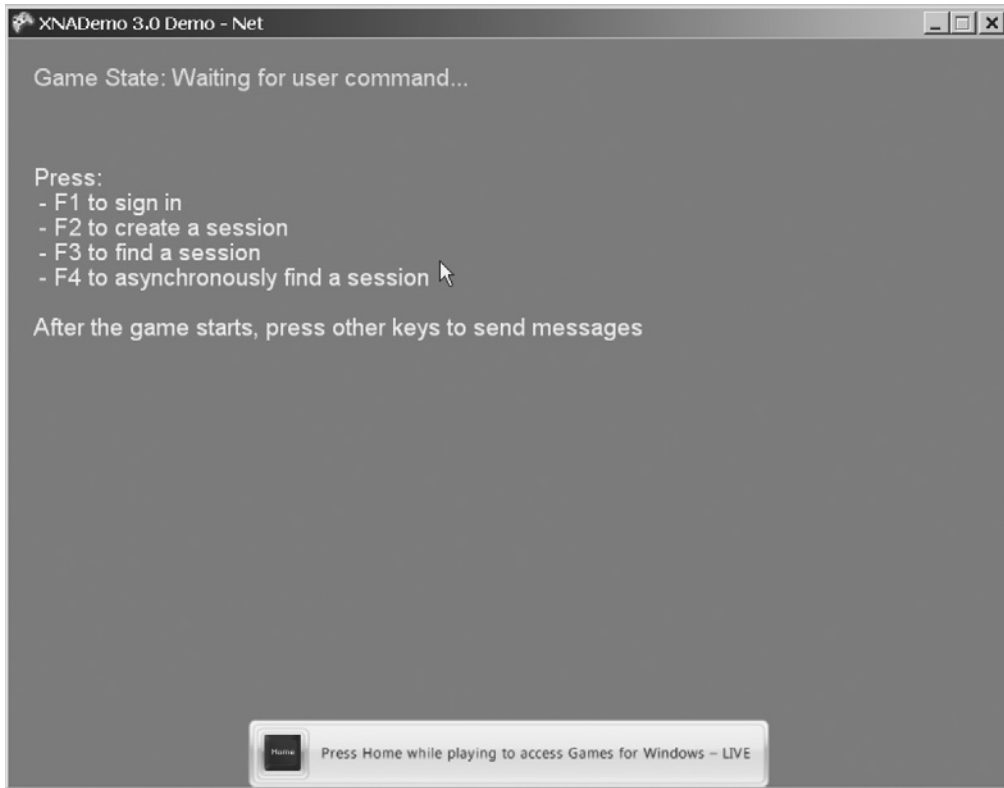 XNADemo 3.0 Demo - Net
Game State: Waiting for user command...
Press:
- F1 to sign in
- F2 to create a session
- F3 to find a session
- F4 to asynchronously find a session
After the game starts, press other keys to send messages
Home
Press Home while playing to access Games for Windows – LIVE